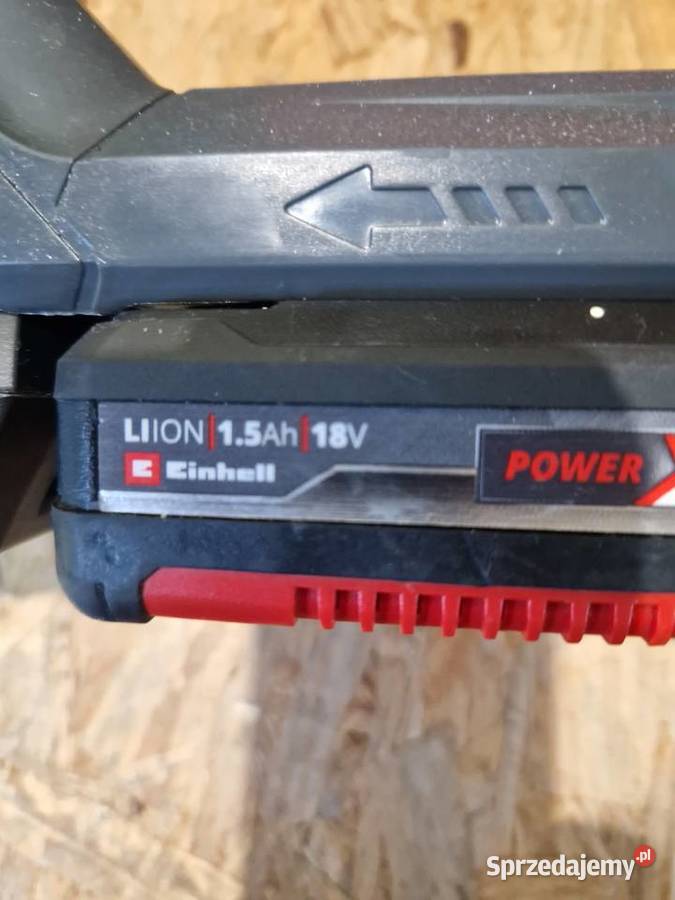 LIION|1.5Ah|18V
Einhell
POWER X
Sprzedajemy.pl